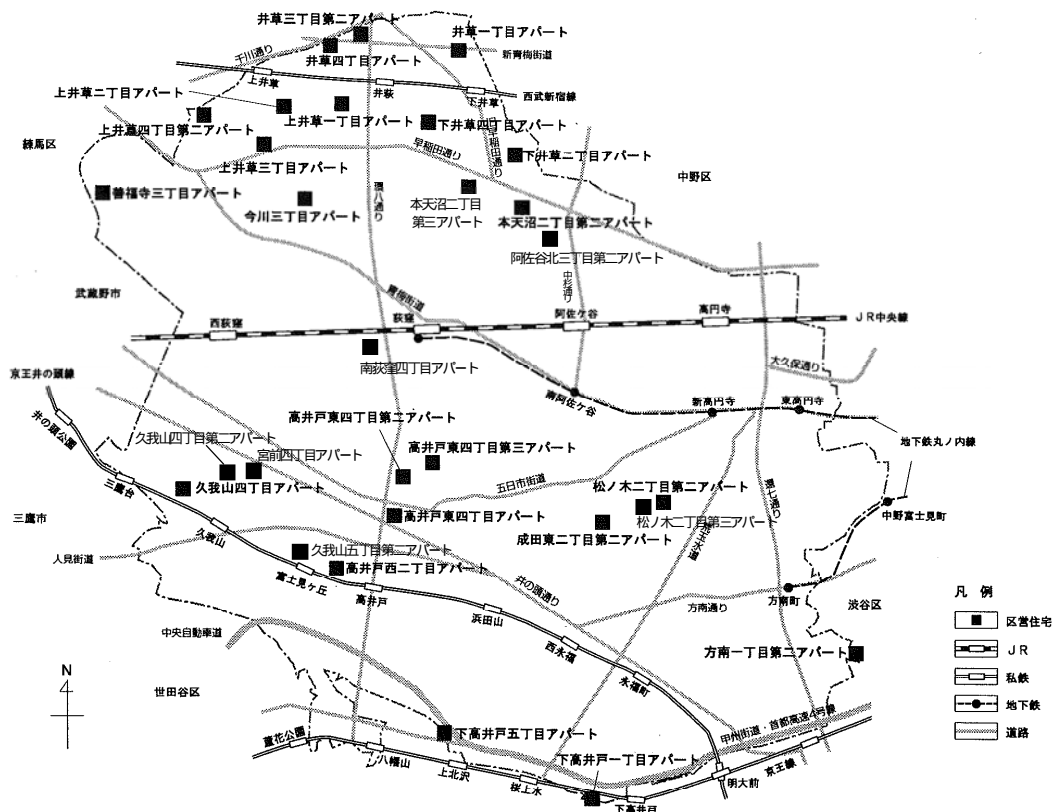 井草三丁目第二アパート
井草一丁目アパート
千川通り
井草四丁目アパート
新青梅街道
上井草
井荻
下井草
西武新宿線
上井草二丁目アパート
上井草四丁目第二アパート
上井草一丁目アパート
下井草四丁目アパート
旧早稲田通り
早稲田通り
下井草二丁目アパート
練馬区
中野区
上井草三丁目アパート
善福寺三丁目アパート
今川三丁目アパート
環八通り
本天沼二丁目
第三アパート
本天沼二丁目第二アパート
阿佐谷北三丁目第二アパート
中杉通り
武蔵野市
青梅街道
西荻窪
荻窪
阿佐ケ谷
高円寺
JR中央線
南荻窪四丁目アパート
大久保通り
京王井の頭線
井の頭公園
南阿佐ケ谷
新高円寺
東高円寺
地下鉄丸ノ内線
高井戸東四丁目第二アパート
久我山四丁目第二アパート
宮前四丁目アパート
高井戸東四丁目第三アパート
三鷹台
久我山四丁目アパート
五日市街道
松ノ木二丁目第二アパート
環七通り
中野富士見町
三鷹市
高井戸東四丁目アパート
松ノ木二丁目第三アパート
成田東二丁目第二アパート
久我山
人見街道
久我山五丁目第二アパート
高井戸西二丁目アパート
富士見ヶ丘
高井戸
井の頭通り
浜田山
方南通り
方南町
渋谷区
中央自動車道
西永福
永福町
方南一丁目第二アパート
世田谷区
N
凡 例
区営住宅
JR
私鉄
地下鉄
道路
芦花公園
八幡山
上北沢
桜上水
下高井戸五丁目アパート
下高井戸一丁目アパート
下高井戸
明大前
京王線
甲州街道・首都高速4号線